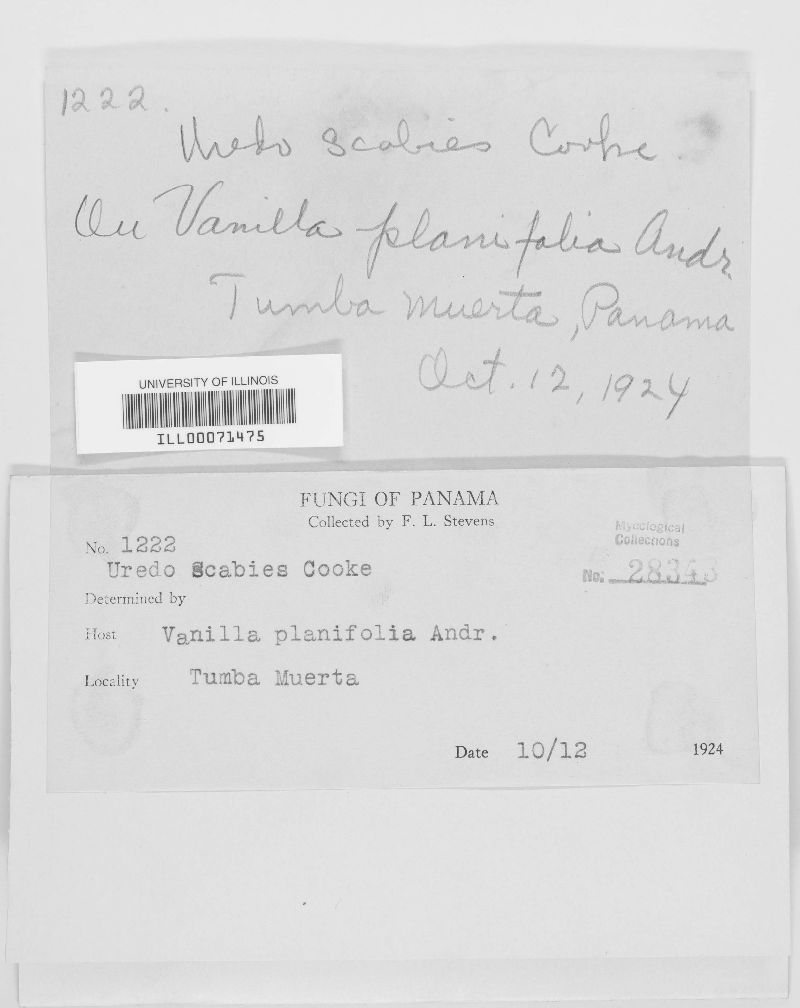 1222.
Uredo scabies Cooke.
On Vanilla planifolia Andr.
Tumba Muerta, Panama
Oct. 12, 1924
UNIVERSITY OF ILLINOIS
ILL00071475
FUNGI OF PANAMA
Collected by F. L. Stevens
Mycological
Collections
No. 1222
Uredo Scabies Cooke
No. 28343
Determined by
Host Vanilla planifolia Andr.
Locality Tumba Muerta
Date 10/12 1924